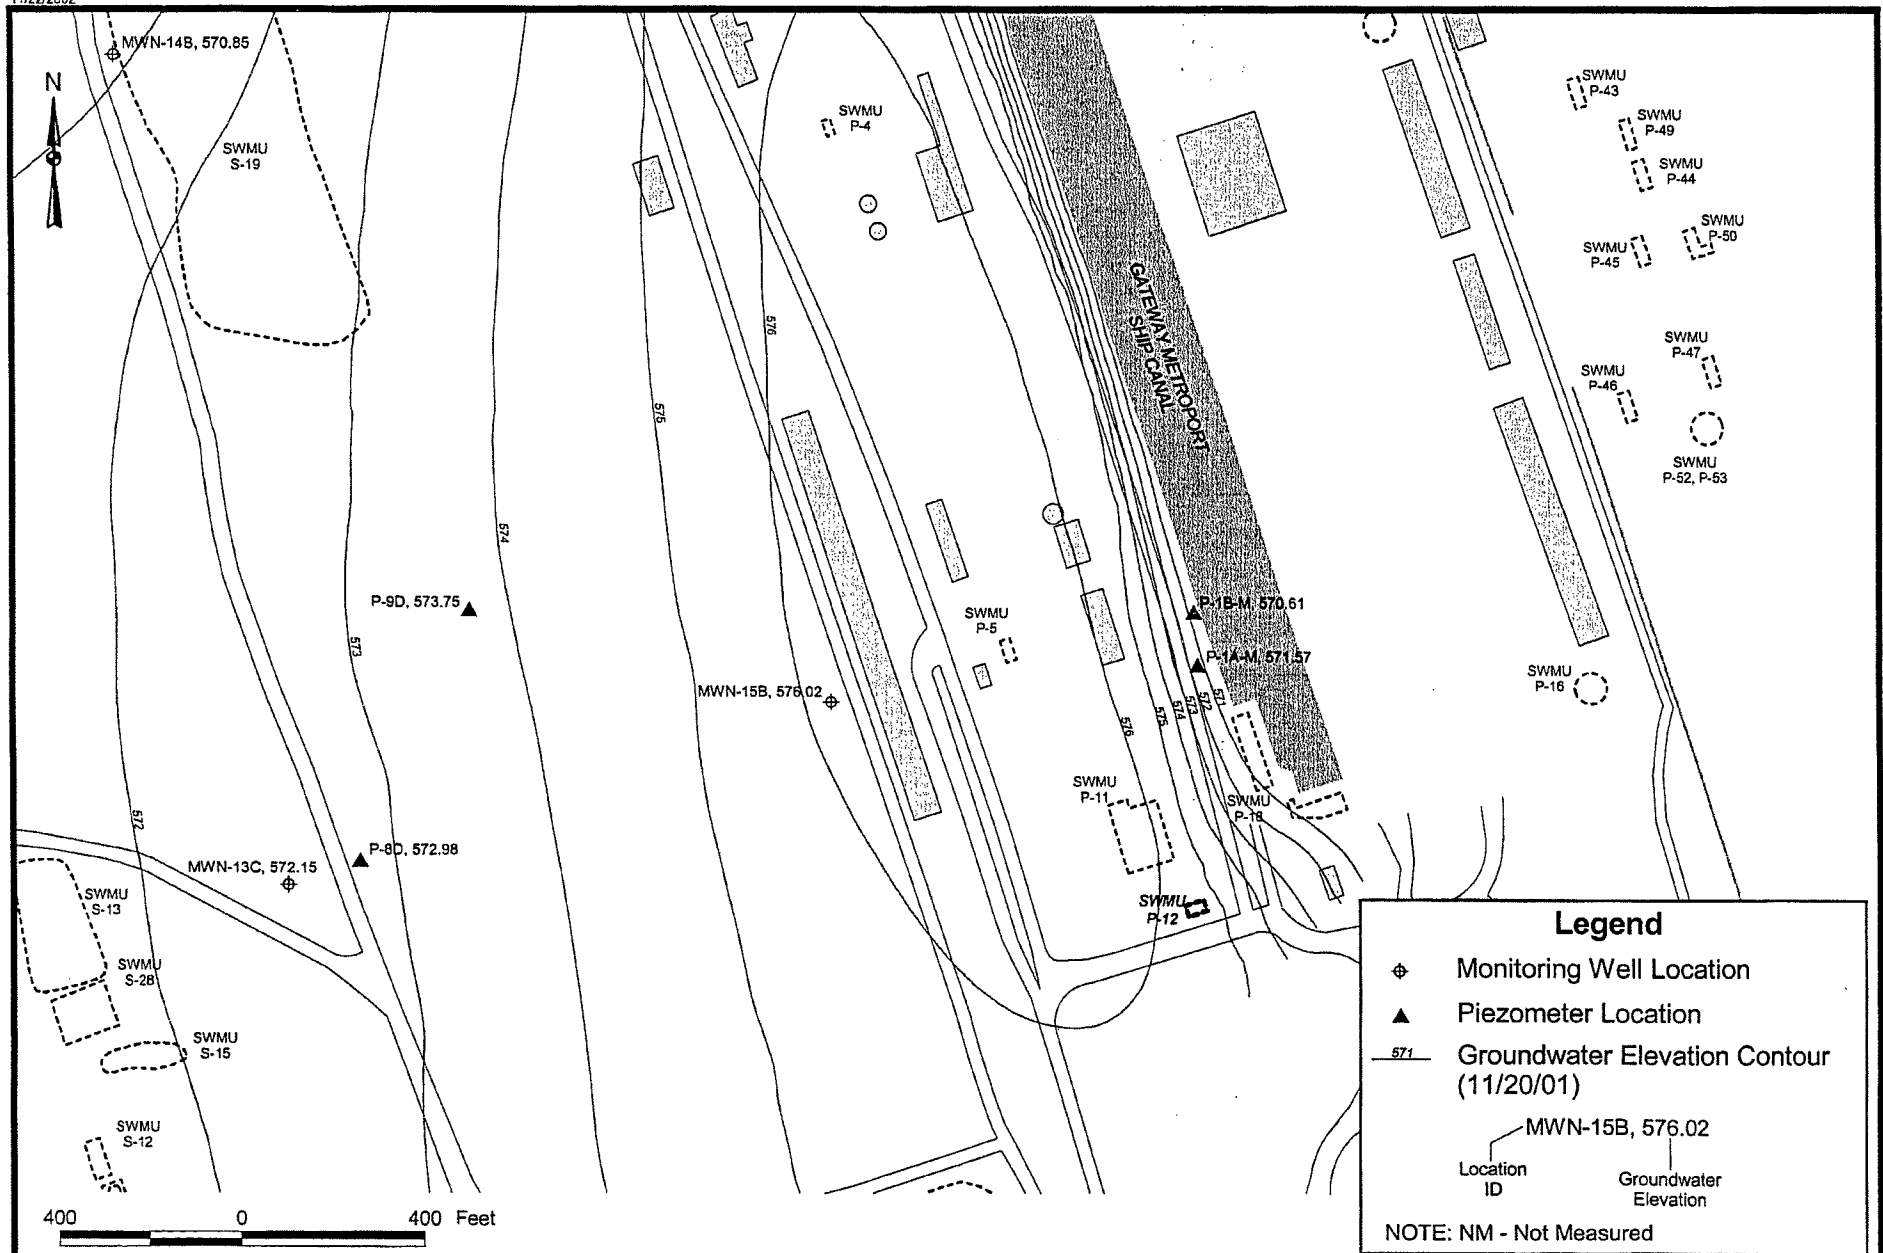 MWN-14B, 570.85
N
SWMU
S-19
SWMU
P-4
SWMU
P-43
SWMU
P-49
SWMU
P-44
SWMU
P-50
SWMU
P-45
GATEWAY METROPORT
SHIP CANAL
576
575
574
573
572
SWMU
P-47
SWMU
P-46
SWMU
P-52, P-53
P-9D, 573.75
SWMU
P-5
P-1B-M, 570.61
P-1A-M, 571.57
MWN-15B, 576.02
SWMU
P-16
576
575
574
573
572
571
SWMU
P-11
SWMU
P-18
P-8D, 572.98
MWN-13C, 572.15
SWMU
S-13
SWMU
P-12
SWMU
S-28
SWMU
S-15
SWMU
S-12
400 0 400 Feet
Legend
Monitoring Well Location
Piezometer Location
571 Groundwater Elevation Contour
(11/20/01)
MWN-15B, 576.02
Location
ID
Groundwater
Elevation
NOTE: NM - Not Measured